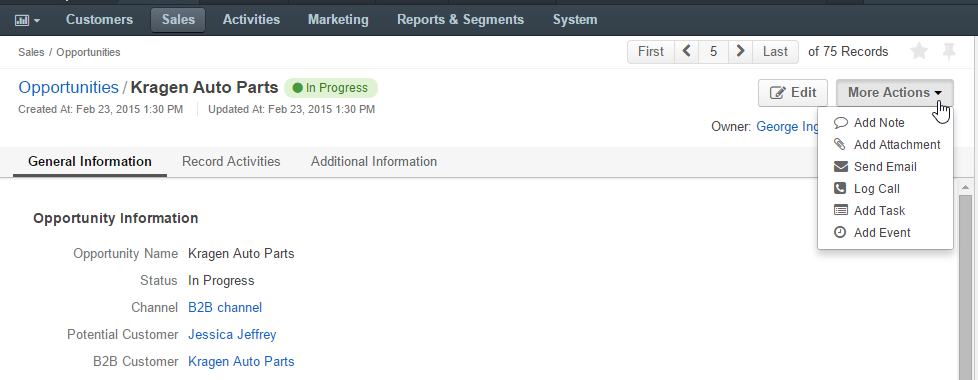 Customers Sales Activities Marketing Reports & Segments System
Sales / Opportunities First 5 Last of 75 Records
Opportunities / Kragen Auto Parts In Progress Edit More Actions
Created At: Feb 23, 2015 1:30 PM Updated At: Feb 23, 2015 1:30 PM
Owner: George
Add Note
Add Attachment
Send Email
Log Call
Add Task
Add Event
General Information Record Activities Additional Information
Opportunity Information
Opportunity Name Kragen Auto Parts
Status In Progress
Channel B2B channel
Potential Customer Jessica Jeffrey
B2B Customer Kragen Auto Parts